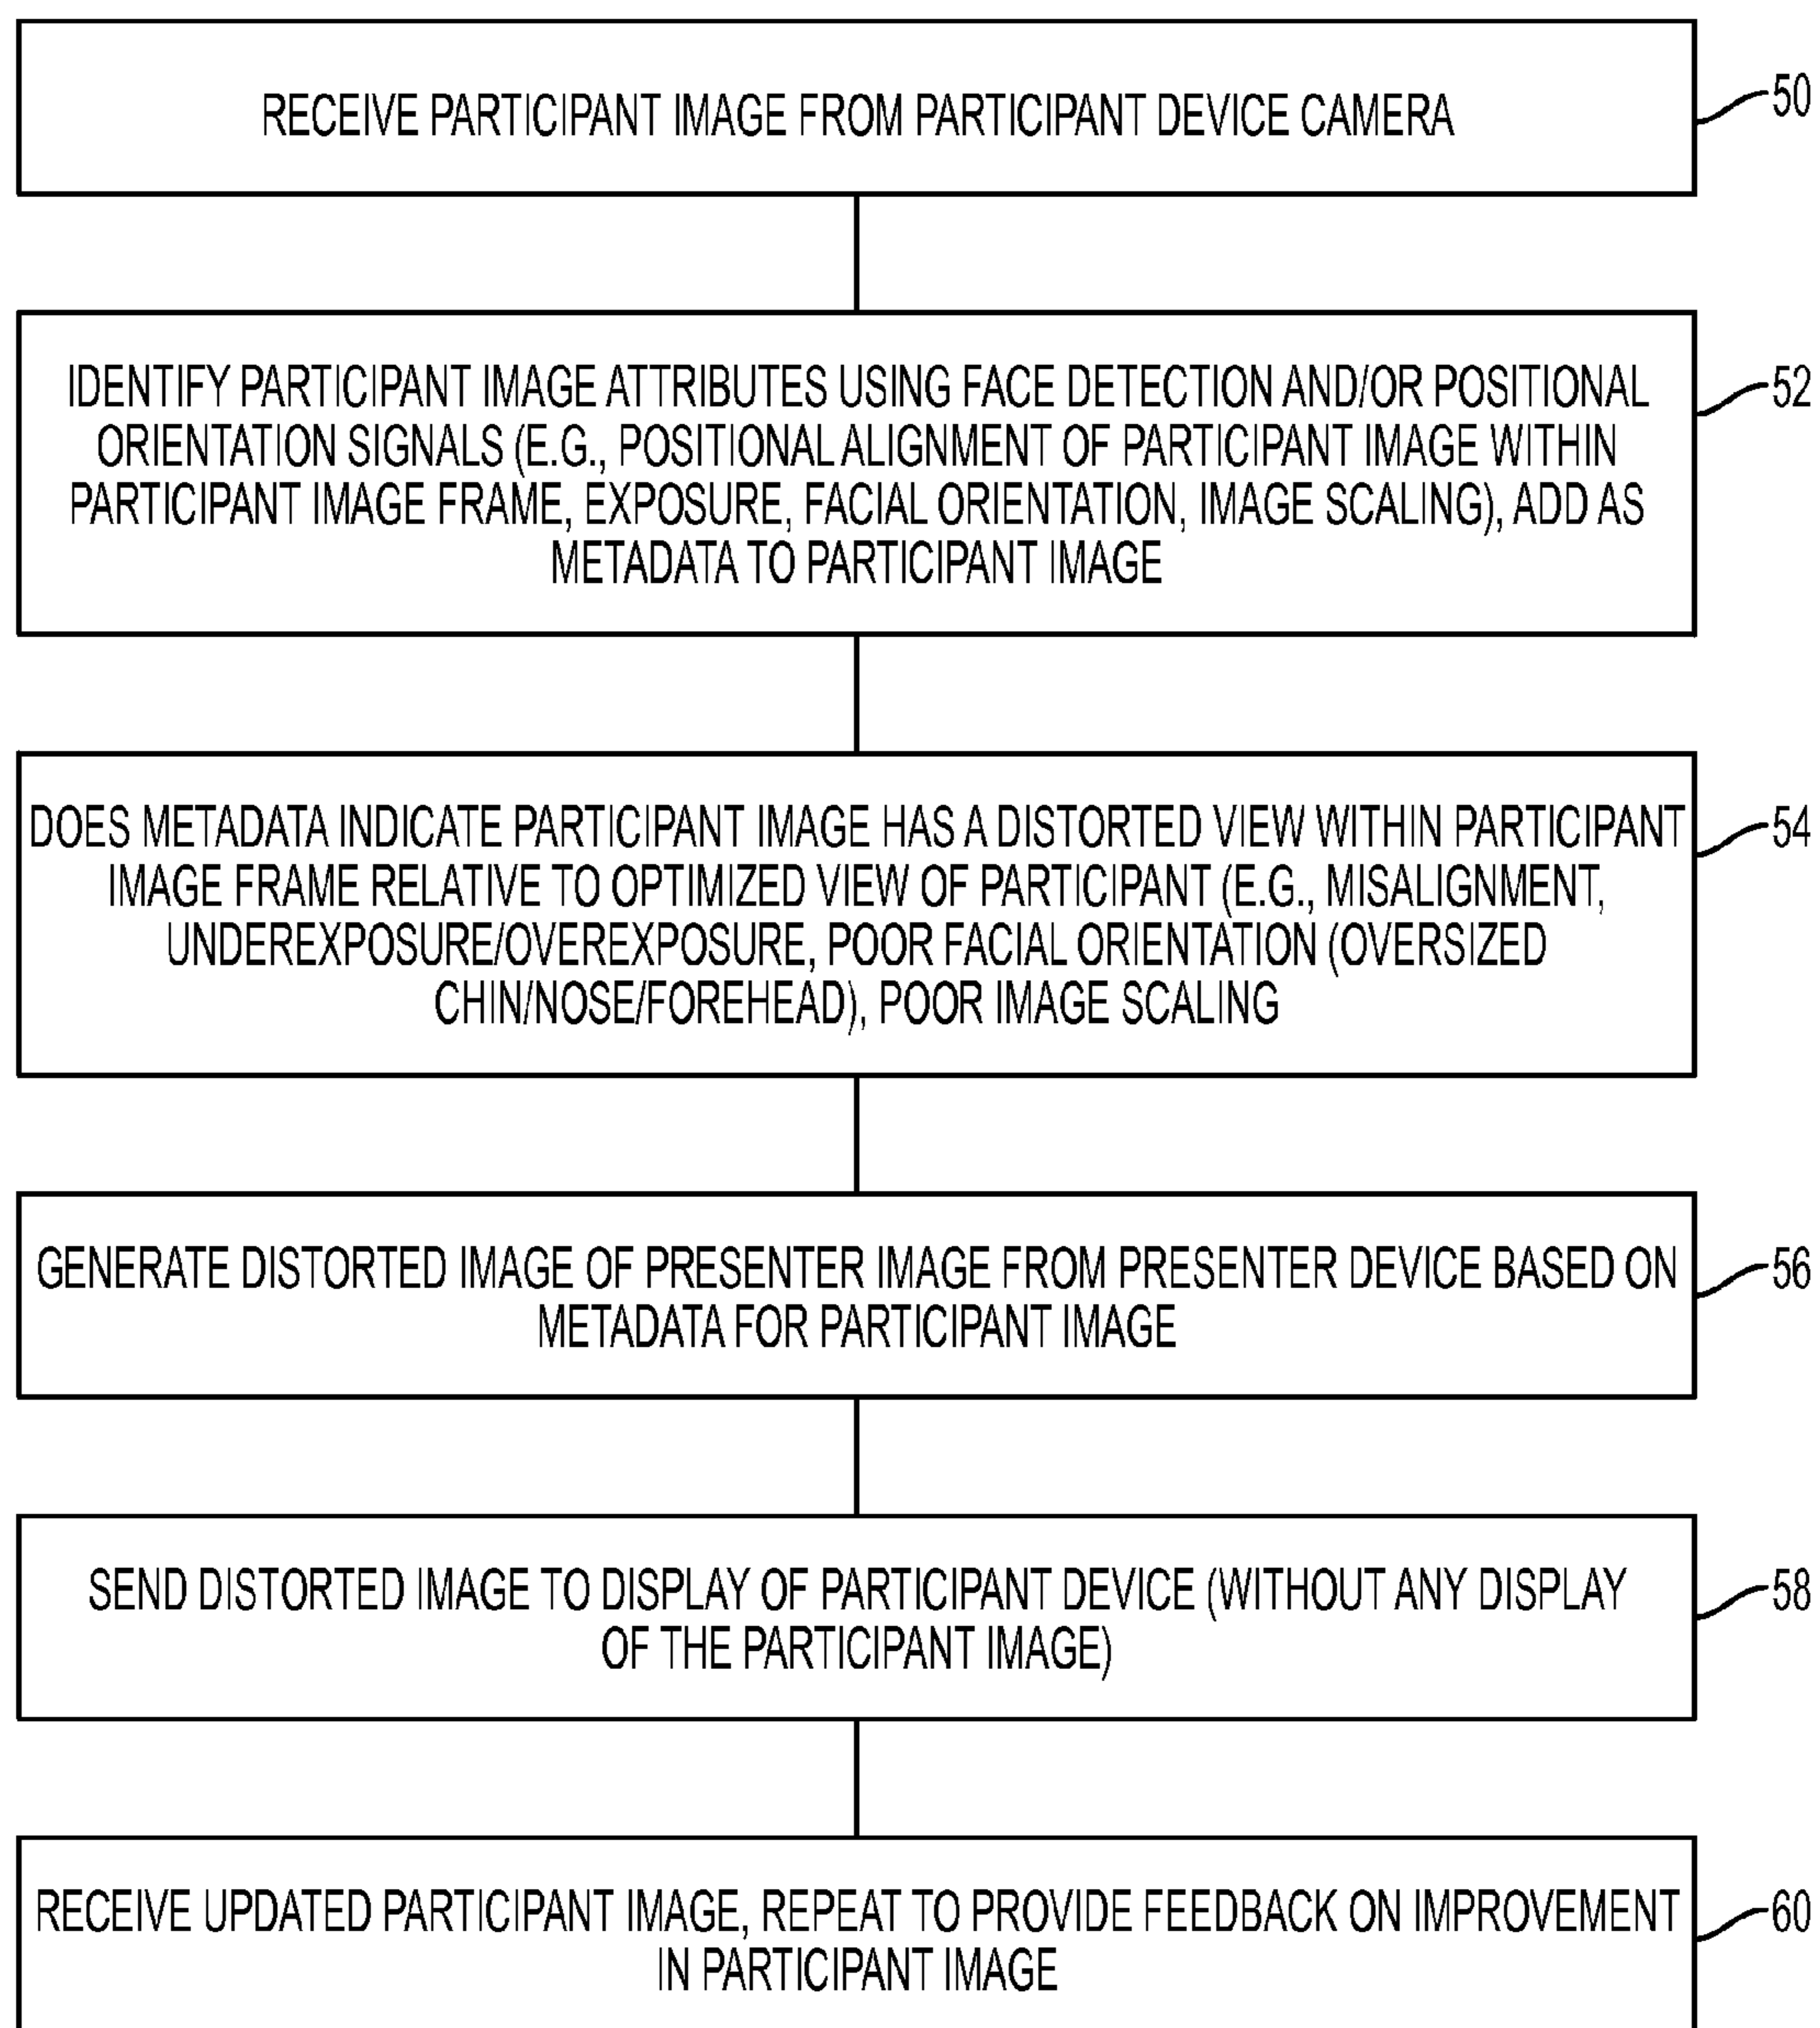 RECEIVE PARTICIPANT IMAGE FROM PARTICIPANT DEVICE CAMERA
50
IDENTIFY PARTICIPANT IMAGE ATTRIBUTES USING FACE DETECTION AND/OR POSITIONAL
ORIENTATION SIGNALS (E.G., POSITIONAL ALIGNMENT OF PARTICIPANT IMAGE WITHIN
PARTICIPANT IMAGE FRAME, EXPOSURE, FACIAL ORIENTATION, IMAGE SCALING), ADD AS
METADATA TO PARTICIPANT IMAGE
52
DOES METADATA INDICATE PARTICIPANT IMAGE HAS A DISTORTED VIEW WITHIN PARTICIPANT
IMAGE FRAME RELATIVE TO OPTIMIZED VIEW OF PARTICIPANT (E.G., MISALIGNMENT,
UNDEREXPOSURE/OVEREXPOSURE, POOR FACIAL ORIENTATION (OVERSIZED
CHIN/NOSE/FOREHEAD), POOR IMAGE SCALING
54
GENERATE DISTORTED IMAGE OF PRESENTER IMAGE FROM PRESENTER DEVICE BASED ON
METADATA FOR PARTICIPANT IMAGE
56
SEND DISTORTED IMAGE TO DISPLAY OF PARTICIPANT DEVICE (WITHOUT ANY DISPLAY
OF THE PARTICIPANT IMAGE)
58
RECEIVE UPDATED PARTICIPANT IMAGE, REPEAT TO PROVIDE FEEDBACK ON IMPROVEMENT
IN PARTICIPANT IMAGE
60